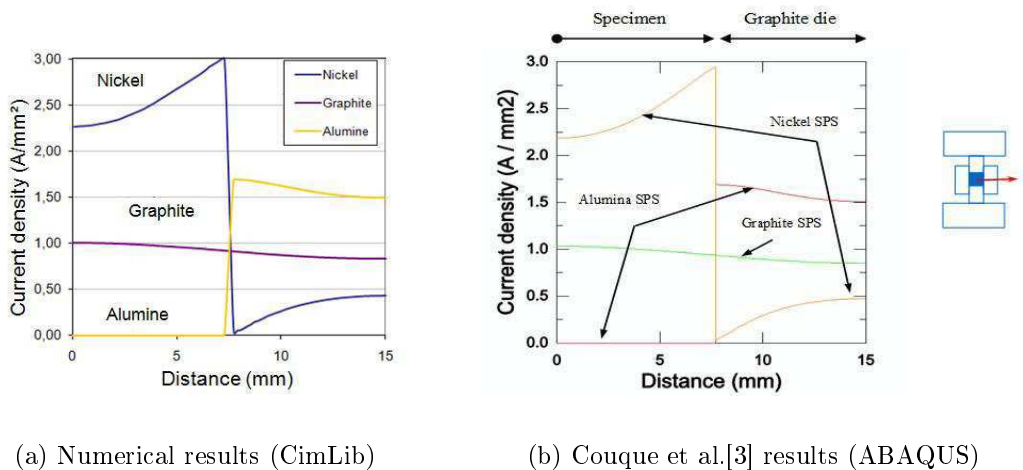 Current density (A/mm²)
3,00
2,50
2,00
1,50
1,00
0,50
0,00
Nickel
Graphite
Alumine
Nickel
Graphite
Alumine
0
5
10
15
Distance (mm)
(a) Numerical results (CimLib)
Specimen
Graphite die
Current density (A / mm2)
3.0
2.5
2.0
1.5
1.0
0.5
0.0
Nickel SPS
Alumina SPS
Graphite SPS
0
5
10
15
Distance (mm)
(b) Couque et al.[3] results (ABAQUS)